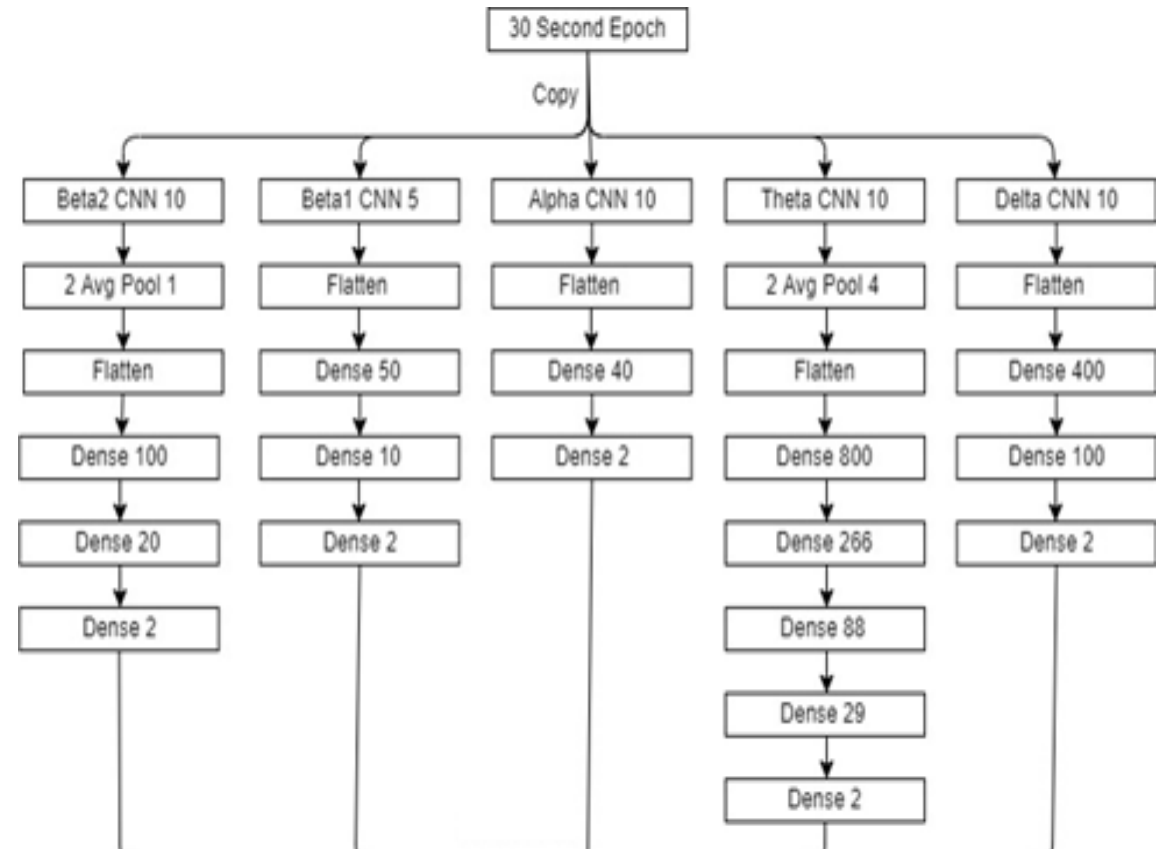 30 Second Epoch
Copy
Beta2 CNN 10
Beta1 CNN 5
Alpha CNN 10
Theta CNN 10
Delta CNN 10
2 Avg Pool 1
Flatten
Flatten
2 Avg Pool 4
Flatten
Flatten
Dense 50
Dense 40
Flatten
Dense 400
Dense 100
Dense 10
Dense 2
Dense 800
Dense 100
Dense 20
Dense 2
Dense 266
Dense 2
Dense 2
Dense 88
Dense 29
Dense 2